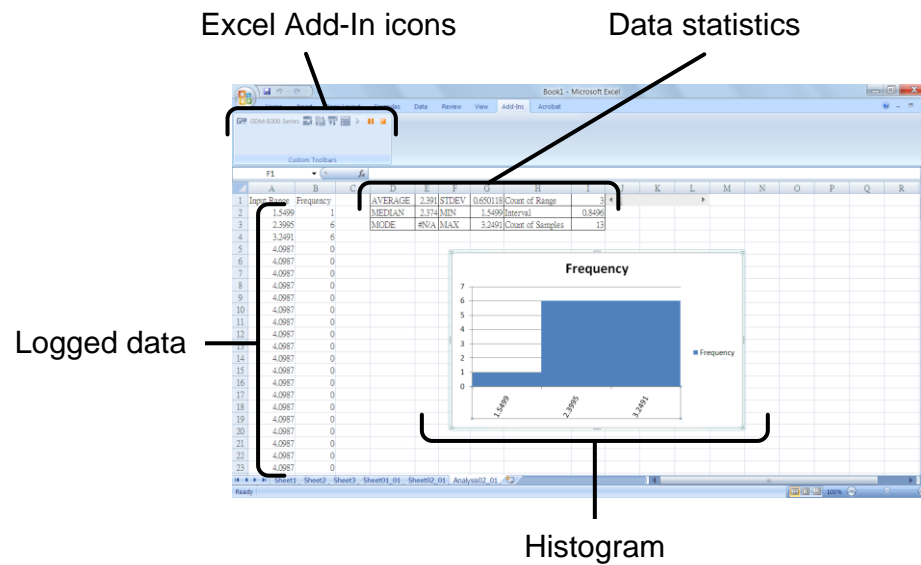 Excel Add-In icons
Data statistics
Book1 - Microsoft Excel
Formulas Data Review View Add-Ins Acrobat
GDM-8300 Series
Custom Toolbars
F1 fx
A B C D E F G H I J K L M N O P Q R
1 Input Range Frequency AVERAGE 2.391 STDEV 0.650118 Count of Range 3
2 1.5499 1 MEDIAN 2.374 MIN 1.5499 Interval 0.8496
3 2.3995 6 MODE #N/A MAX 3.2491 Count of Samples 13
4 3.2491 6
5 4.0987 0
6 4.0987 0
7 4.0987 0
8 4.0987 0
9 4.0987 0
10 4.0987 0
11 4.0987 0
12 4.0987 0
13 4.0987 0
14 4.0987 0
15 4.0987 0
16 4.0987 0
17 4.0987 0
18 4.0987 0
19 4.0987 0
20 4.0987 0
21 4.0987 0
22 4.0987 0
23 4.0987 0
Frequency
7
6
5
4
3
2
1
0
1.5499 2.3995 3.2491
Frequency
Logged data
Sheet1 Sheet2 Sheet3 Sheet01_01 Sheet02_01 Analysis02_01
Ready 100%
Histogram